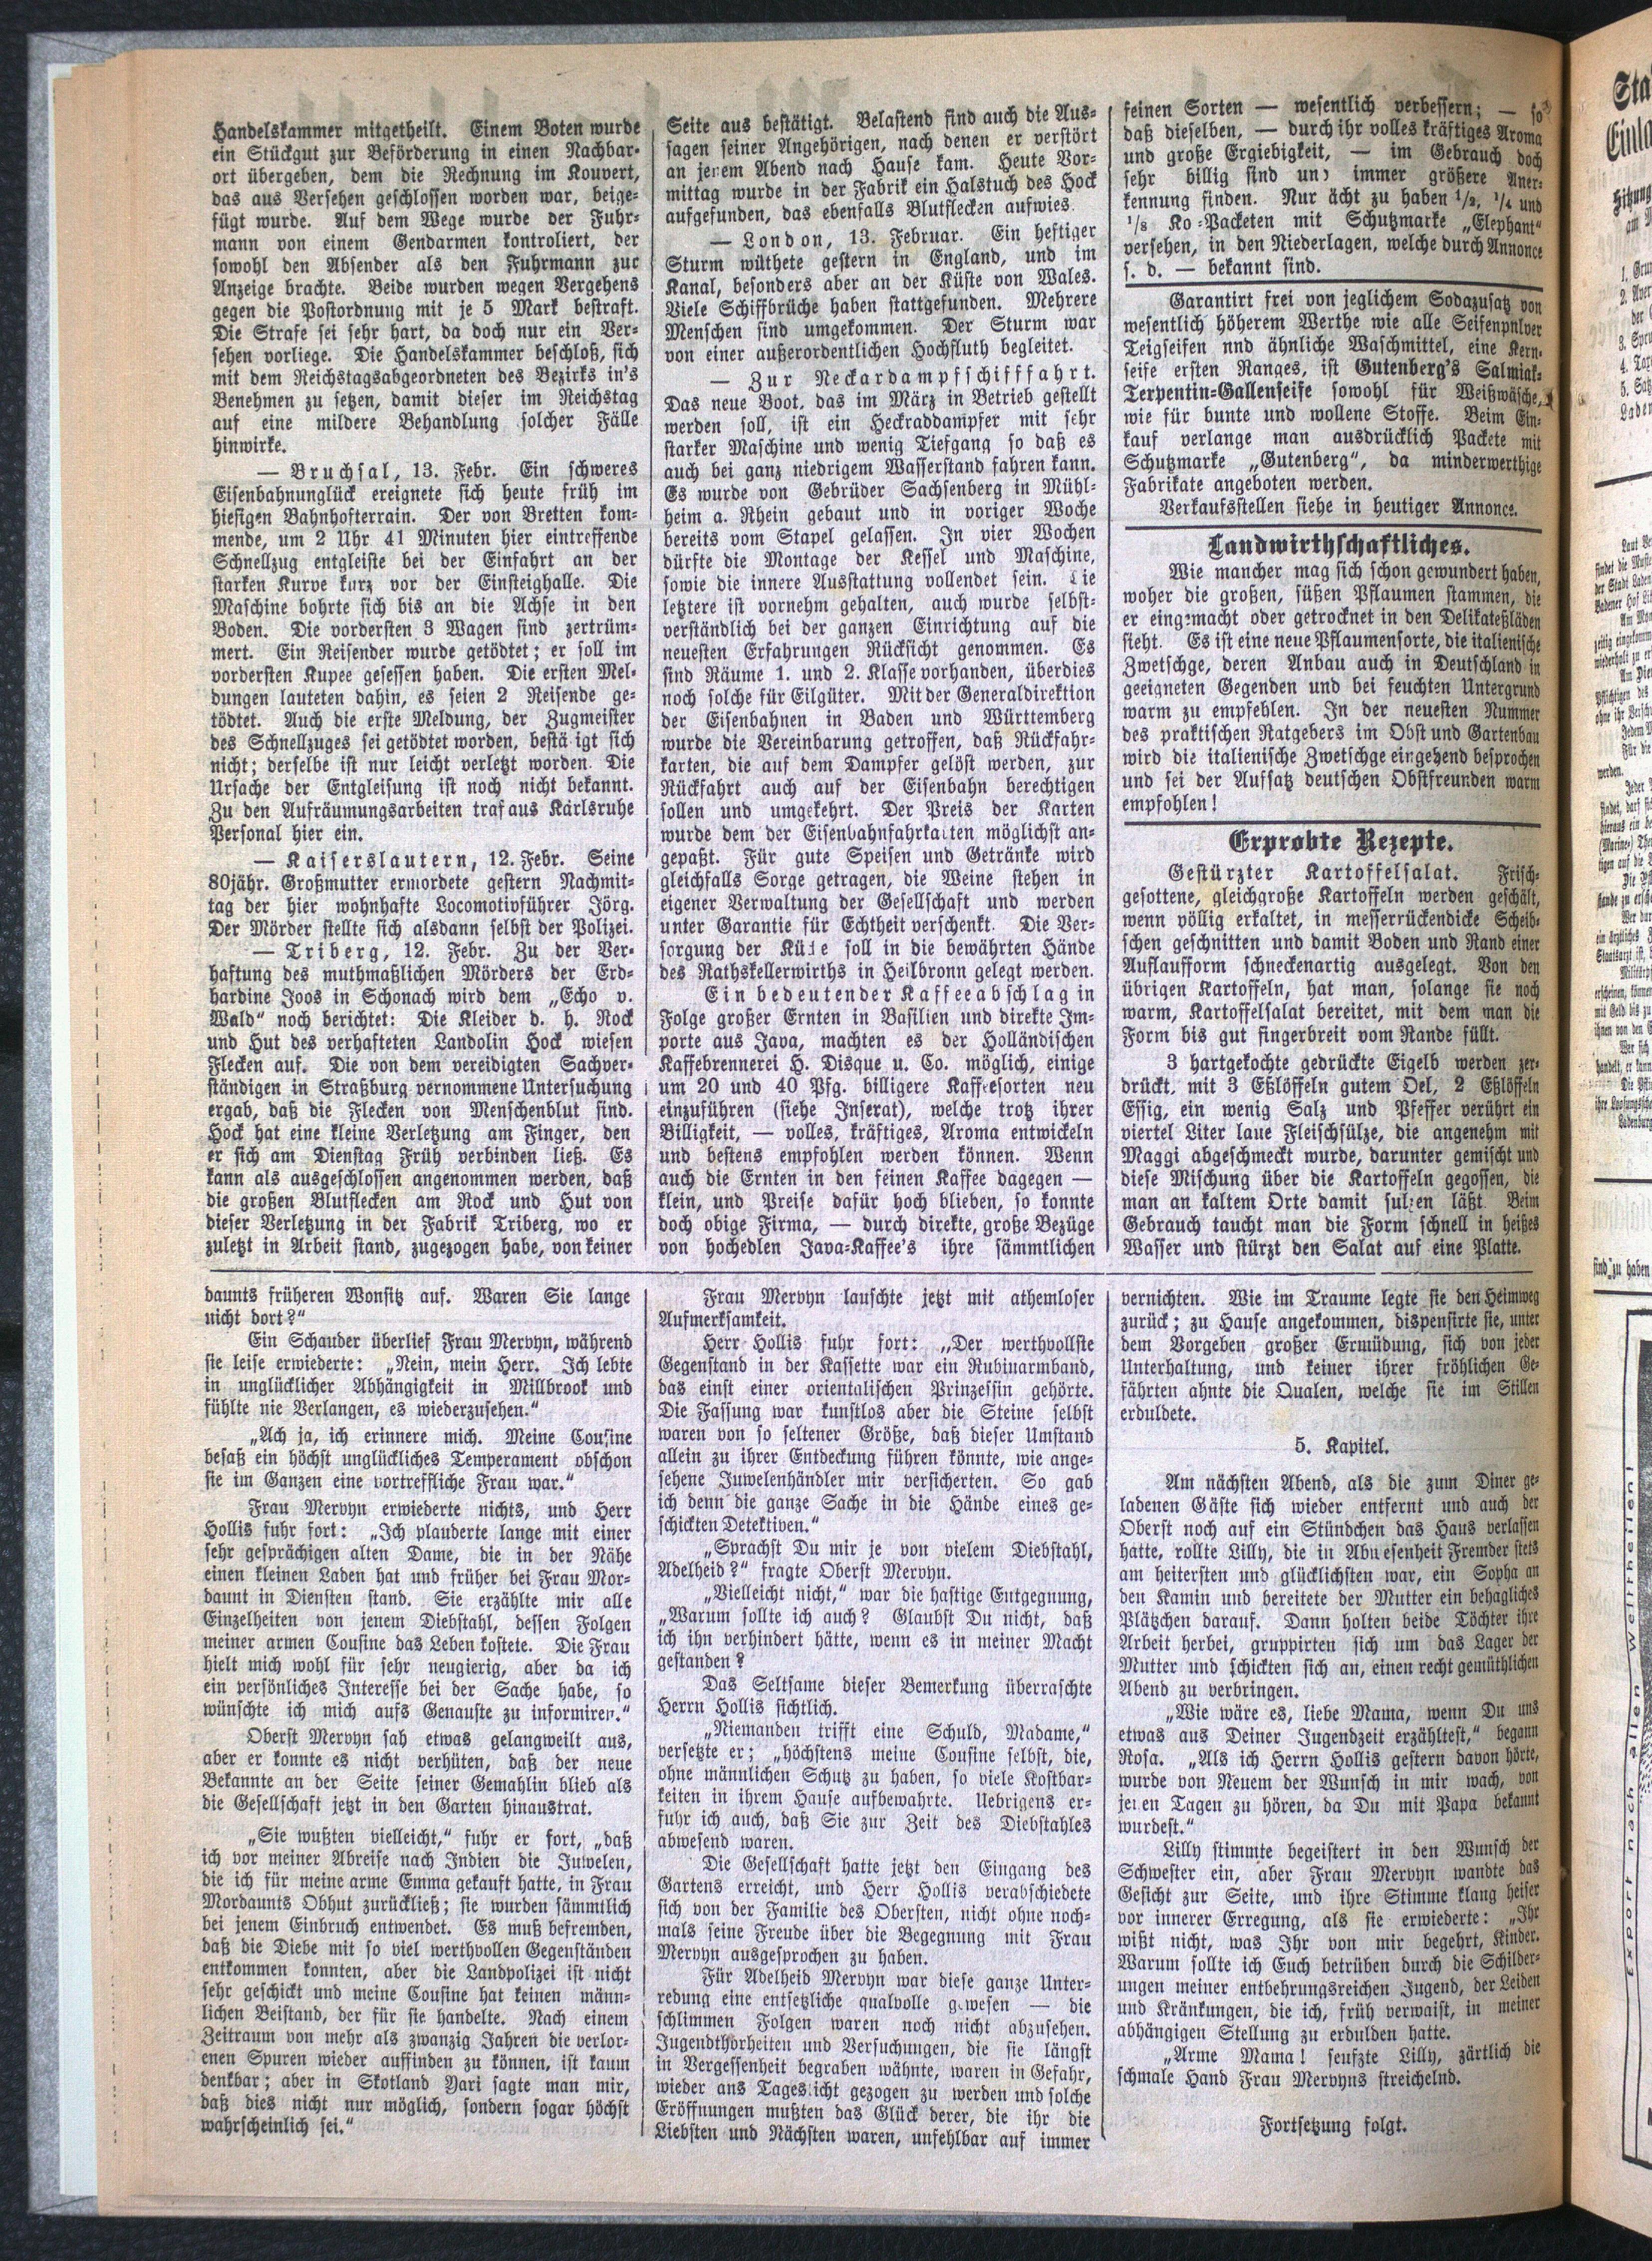 Handelskammer mitgetheilt. Einem Boten wurde
ein Stückgut zur Beförderung in einen Nachbar-
ort übergeben, dem die Rechnung im Kouvert,
das aus Versehen geschlossen worden war, beige-
fügt wurde. Auf dem Wege wurde der Fuhr-
mann von einem Gendarmen kontroliert, der
sowohl den Absender als den Fuhrmann zur
Anzeige brachte. Beide wurden wegen Vergehens
gegen die Postordnung mit je 5 Mark bestraft.
Die Strafe sei sehr hart, da doch nur ein Ver-
sehen vorliege. Die Handelskammer beschloß, sich
mit dem Reichstagsabgeordneten des Bezirks in's
Benehmen zu setzen, damit dieser im Reichstag
auf eine mildere Behandlung solcher Fälle
hinwirke.
— Bruchsal, 13. Febr. Ein schweres
Eisenbahnunglück ereignete sich heute früh im
hiesigen Bahnhofterrain. Der von Bretten kom-
mende, um 2 Uhr 41 Minuten hier eintreffende
Schnellzug entgleiste bei der Einfahrt an der
starken Kurve kurz vor der Einsteighalle. Die
Maschine bohrte sich bis an die Achse in den
Boden. Die vordersten 3 Wagen sind zertrüm-
mert. Ein Reisender wurde getödtet; er soll im
vordersten Kupee gesessen haben. Die ersten Mel-
dungen lauteten dahin, es seien 2 Reisende ge-
tödtet. Auch die erste Meldung, der Zugmeister
des Schnellzuges sei getödtet worden, bestä igt sich
nicht; derselbe ist nur leicht verletzt worden. Die
Ursache der Entgleisung ist noch nicht bekannt.
Zu den Aufräumungsarbeiten traf aus Karlsruhe
Personal hier ein.
— Kaiserslautern, 12. Febr. Seine
80jähr. Großmutter ermordete gestern Nachmit-
tag der hier wohnhafte Locomotivführer Jörg.
Der Mörder stellte sich alsdann selbst der Polizei.
— Triberg, 12. Febr. Zu der Ver-
haftung des muthmaßlichen Mörders der Erd-
hardine Joos in Schonach wird dem „Echo v.
Wald“ noch berichtet: Die Kleider d. h. Rock
und Hut des verhafteten Landolin Hock wiesen
Flecken auf. Die von dem vereidigten Sachver-
ständigen in Straßburg vernommene Untersuchung
ergab, daß die Flecken von Menschenblut sind.
Hock hat eine kleine Verletzung am Finger, den
er sich am Dienstag Früh verbinden ließ. Es
kann als ausgeschlossen angenommen werden, daß
die großen Blutflecken am Rock und Hut von
dieser Verletzung in der Fabrik Triberg, wo er
zuletzt in Arbeit stand, zugezogen habe, von keiner
Seite aus bestätigt. Belastend sind auch die Aus-
sagen seiner Angehörigen, nach denen er verstört
an jenem Abend nach Hause kam. Heute Vor-
mittag wurde in der Fabrik ein Halstuch des Hock
aufgefunden, das ebenfalls Blutflecken aufwies.
— London, 13. Februar. Ein heftiger
Sturm wüthete gestern in England, und im
Kanal, besonders aber an der Küste von Wales.
Viele Schiffbrüche haben stattgefunden. Mehrere
Menschen sind umgekommen. Der Sturm war
von einer außerordentlichen Hochfluth begleitet.
— Zur Neckardampfschifffahrt.
Das neue Boot, das im März in Betrieb gestellt
werden soll, ist ein Heckraddampfer mit sehr
starker Maschine und wenig Tiefgang so daß es
auch bei ganz niedrigem Wasserstand fahren kann.
Es wurde von Gebrüder Sachsenberg in Mühl-
heim a. Rhein gebaut und in voriger Woche
bereits vom Stapel gelassen. In vier Wochen
dürfte die Montage der Kessel und Maschine,
sowie die innere Ausstattung vollendet sein. Die
letztere ist vornehm gehalten, auch wurde selbst-
verständlich bei der ganzen Einrichtung auf die
neuesten Erfahrungen Rücksicht genommen. Es
sind Räume 1. und 2. Klasse vorhanden, überdies
noch solche für Eilgüter. Mit der Generaldirektion
der Eisenbahnen in Baden und Württemberg
wurde die Vereinbarung getroffen, daß Rückfahr-
karten, die auf dem Dampfer gelöst werden, zur
Rückfahrt auch auf der Eisenbahn berechtigen
sollen und umgekehrt. Der Preis der Karten
wurde dem der Eisenbahnfahrkarten möglichst an-
gepaßt. Für gute Speisen und Getränke wird
gleichfalls Sorge getragen, die Weine stehen in
eigener Verwaltung der Gesellschaft und werden
unter Garantie für Echtheit verschenkt. Die Ver-
sorgung der Küche soll in die bewährten Hände
des Rathskellerwirths in Heilbronn gelegt werden.
Ein bedeutender Kaffeeabschlag in
Folge großer Ernten in Basilien und direkte Im-
porte aus Java, machten es der Holländischen
Kaffebrennerei H. Disque u. Co. möglich, einige
um 20 und 40 Pfg. billigere Kaffeesorten neu
einzuführen (siehe Inserat), welche trotz ihrer
Billigkeit, — volles, kräftiges, Aroma entwickeln
und bestens empfohlen werden können. Wenn
auch die Ernten in den feinen Kaffee dagegen —
klein, und Preise dafür hoch blieben, so konnte
doch obige Firma, — durch direkte, große Bezüge
von hochedlen Java-Kaffee's ihre sämmtlichen
feinen Sorten — wesentlich verbessern; — so
daß dieselben, — durch ihr volles kräftiges Aroma
und große Ergiebigkeit, — im Gebrauch doch
sehr billig sind und immer größere Aner-
kennung finden. Nur ächt zu haben 1/2, 1/4 und
1/8 Ko-Packeten mit Schutzmarke „Elephant“
versehen, in den Niederlagen, welche durch Annonce
s. d. — bekannt sind.
Garantirt frei von jeglichem Sodazusatz von
wesentlich höherem Werthe wie alle Seifenpulver
Teigseifen nnd ähnliche Waschmittel, eine Kern-
seife ersten Ranges, ist Gutenberg's Salmiak-
Terpentin-Gallenseife sowohl für Weißwäsche,
wie für bunte und wollene Stoffe. Beim Ein-
kauf verlange man ausdrücklich Packete mit
Schutzmarke „Gutenberg“, da minderwerthige
Fabrikate angeboten werden.
Verkaufsstellen siehe in heutiger Annonce.
Landwirthschaftliches.
Wie mancher mag sich schon gewundert haben,
woher die großen, süßen Pflaumen stammen, die
er eingemacht oder getrocknet in den Delikateßläden
sieht. Es ist eine neue Pflaumensorte, die italienische
Zwetschge, deren Anbau auch in Deutschland in
geeigneten Gegenden und bei feuchten Untergrund
warm zu empfehlen. In der neuesten Nummer
des praktischen Ratgebers im Obst und Gartenbau
wird die italienische Zwetschge eingehend besprochen
und sei der Aufsatz deutschen Obstfreunden warm
empfohlen!
Erprobte Rezepte.
Gestürzter Kartoffelsalat. Frisch-
gesottene, gleichgroße Kartoffeln werden geschält,
wenn völlig erkaltet, in messerrückendicke Scheib-
schen geschnitten und damit Boden und Rand einer
Auflaufform schneckenartig ausgelegt. Von den
übrigen Kartoffeln, hat man, solange sie noch
warm, Kartoffelsalat bereitet, mit dem man die
Form bis gut fingerbreit vom Rande füllt.
3 hartgekochte gedrückte Eigelb werden zer-
drückt, mit 3 Eßlöffeln gutem Oel, 2 Eßlöffeln
Essig, ein wenig Salz und Pfeffer verührt ein
viertel Liter laue Fleischsülze, die angenehm mit
Maggi abgeschmeckt wurde, darunter gemischt und
diese Mischung über die Kartoffeln gegossen, die
man an kaltem Orte damit sulzen läßt. Beim
Gebrauch taucht man die Form schnell in heißes
Wasser und stürzt den Salat auf eine Platte.
daunts früheren Wonsitz auf. Waren Sie lange
nicht dort?“
Ein Schauder überlief Frau Mervyn, während
sie leise erwiederte: „Nein, mein Herr. Ich lebte
in unglücklicher Abhängigkeit in Millbrook und
fühlte nie Verlangen, es wiederzusehen.“
„Ach ja, ich erinnere mich. Meine Cousine
besaß ein höchst unglückliches Temperament obschon
sie im Ganzen eine vortreffliche Frau war.“
Frau Mervyn erwiederte nichts, und Herr
Hollis fuhr fort: „Ich plauderte lange mit einer
sehr gesprächigen alten Dame, die in der Nähe
einen kleinen Laden hat und früher bei Frau Mor-
daunt in Diensten stand. Sie erzählte mir alle
Einzelheiten von jenem Diebstahl, dessen Folgen
meiner armen Cousine das Leben kostete. Die Frau
hielt mich wohl für sehr neugierig, aber da ich
ein persönliches Interesse bei der Sache habe, so
wünschte ich mich aufs Genauste zu informiren.“
Oberst Mervyn sah etwas gelangweilt aus,
aber er konnte es nicht verhüten, daß der neue
Bekannte an der Seite seiner Gemahlin blieb als
die Gesellschaft jetzt in den Garten hinaustrat.
„Sie wußten vielleicht,“ fuhr er fort, „daß
ich vor meiner Abreise nach Indien die Juwelen,
die ich für meine arme Emma gekauft hatte, in Frau
Mordaunts Obhut zurückließ; sie wurden sämmtlich
bei jenem Einbruch entwendet. Es muß befremden,
daß die Diebe mit so viel werthvollen Gegenständen
entkommen konnten, aber die Landpolizei ist nicht
sehr geschickt und meine Cousine hat keinen männ-
lichen Beistand, der für sie handelte. Nach einem
Zeitraum von mehr als zwanzig Jahren die verlor-
enen Spuren wieder auffinden zu können, ist kaum
denkbar; aber in Skotland Yari sagte man mir,
daß dies nicht nur möglich, sondern sogar höchst
wahrscheinlich sei.“
Frau Mervyn lauschte jetzt mit athemloser
Aufmerksamkeit.
Herr Hollis fuhr fort: „Der werthvollste
Gegenstand in der Kassette war ein Rubinarmband,
das einst einer orientalischen Prinzessin gehörte.
Die Fassung war kunstlos aber die Steine selbst
waren von so seltener Größe, daß dieser Umstand
allein zu ihrer Entdeckung führen könnte, wie ange-
sehene Juwelenhändler mir versicherten. So gab
ich denn die ganze Sache in die Hände eines ge-
schickten Detektiven.“
„Sprachst Du mir je von vielem Diebstahl,
Adelheid?“ fragte Oberst Mervyn.
„Vielleicht nicht,“ war die hastige Entgegnung,
„Warum sollte ich auch? Glaubst Du nicht, daß
ich ihn verhindert hätte, wenn es in meiner Macht
gestanden?
Das Seltsame dieser Bemerkung überraschte
Herrn Hollis sichtlich.
„Niemanden trifft eine Schuld, Madame,“
versetzte er; „höchstens meine Cousine selbst, die,
ohne männlichen Schutz zu haben, so viele Kostbar-
keiten in ihrem Hause aufbewahrte. Uebrigens er-
fuhr ich auch, daß Sie zur Zeit des Diebstahles
abwesend waren.
Die Gesellschaft hatte jetzt den Eingang des
Gartens erreicht, und Herr Hollis verabschiedete
sich von der Familie des Obersten, nicht ohne noch-
mals seine Freude über die Begegnung mit Frau
Mervyn ausgesprochen zu haben.
Für Adelheid Mervyn war diese ganze Unter-
redung eine entsetzliche qualvolle gewesen — die
schlimmen Folgen waren noch nicht abzusehen.
Jugendthorheiten und Versuchungen, die sie längst
in Vergessenheit begraben wähnte, waren in Gefahr,
wieder ans Tageslicht gezogen zu werden und solche
Eröffnungen mußten das Glück derer, die ihr die
Liebsten und Nächsten waren, unfehlbar auf immer
vernichten. Wie im Traume legte sie den Heimweg
zurück; zu Hause angekommen, dispensirte sie, unter
dem Vorgeben großer Ermüdung, sich von jeder
Unterhaltung, und keiner ihrer fröhlichen Ge-
fährten ahnte die Qualen, welche sie im Stillen
erduldete.
5. Kapitel.
Am nächsten Abend, als die zum Diner ge-
ladenen Gäste sich wieder entfernt und auch der
Oberst noch auf ein Stündchen das Haus verlassen
hatte, rollte Lilly, die in Abwesenheit Fremder stets
am heitersten und glücklichsten war, ein Sopha an
den Kamin und bereitete der Mutter ein behagliches
Plätzchen darauf. Dann holten beide Töchter ihre
Arbeit herbei, gruppirten sich um das Lager der
Mutter und schickten sich an, einen recht gemüthlichen
Abend zu verbringen.
„Wie wäre es, liebe Mama, wenn Du uns
etwas aus Deiner Jugendzeit erzähltest,“ begann
Rosa. „Als ich Herrn Hollis gestern davon hörte,
wurde von Neuem der Wunsch in mir wach, von
jenen Tagen zu hören, da Du mit Papa bekannt
wurdest.“
Lilly stimmte begeistert in den Wunsch der
Schwester ein, aber Frau Mervyn wandte das
Gesicht zur Seite, und ihre Stimme klang heiser
vor innerer Erregung, als sie erwiederte: „Ihr
wißt nicht, was Ihr von mir begehrt, Kinder.
Warum sollte ich Euch betrüben durch die Schilder-
ungen meiner entbehrungsreichen Jugend, der Leiden
und Kränkungen, die ich, früh verwaist, in meiner
abhängigen Stellung zu erdulden hatte.
„Arme Mama! seufzte Lilly, zärtlich die
schmale Hand Frau Mervyns streichelnd.
Fortsetzung folgt.